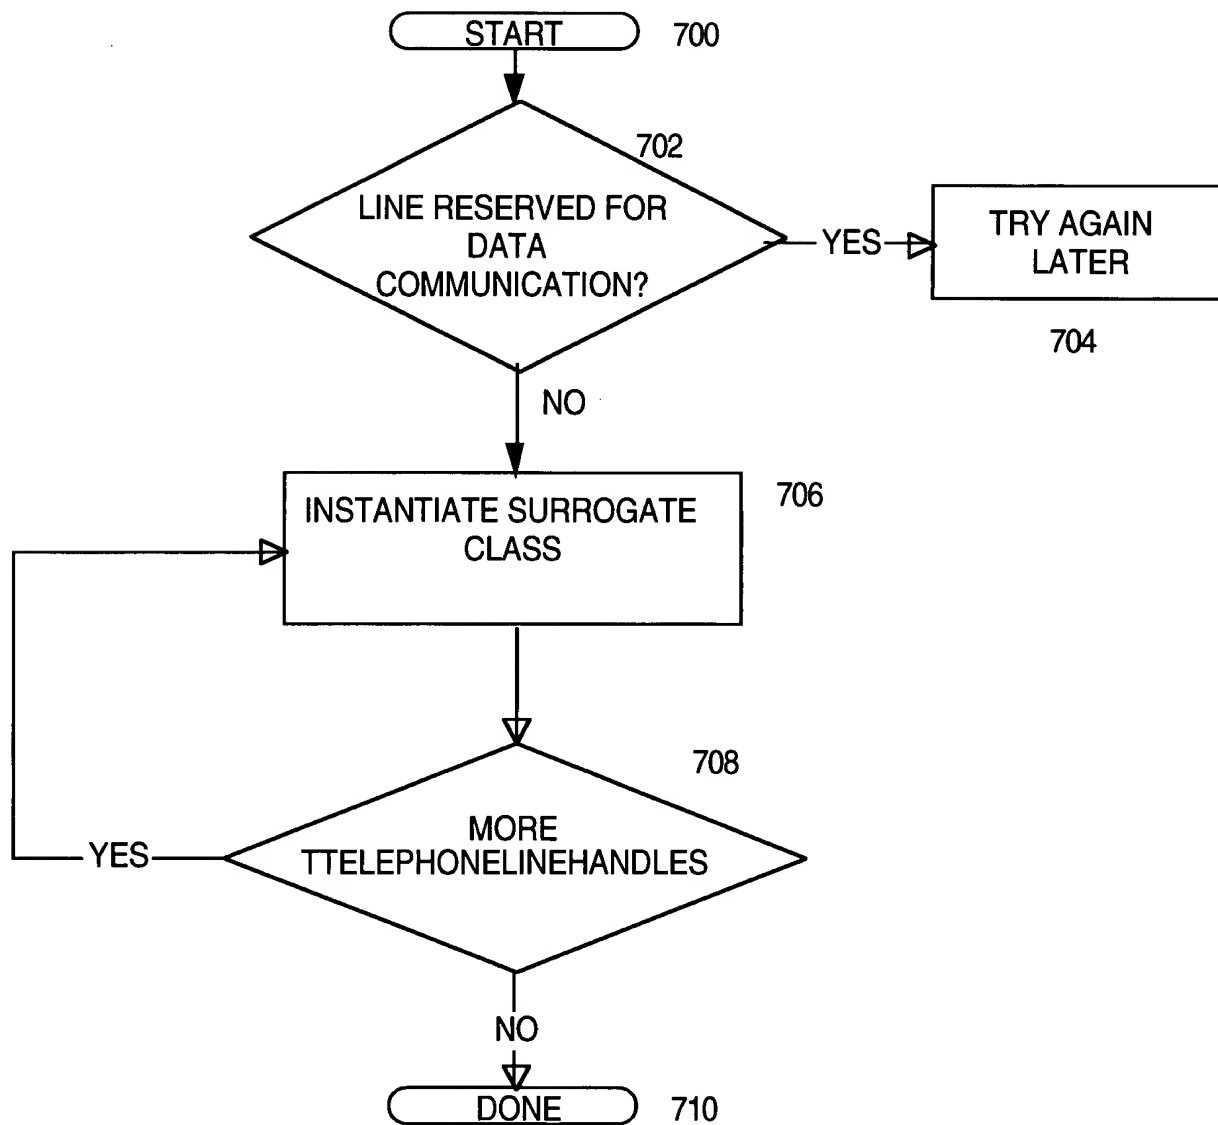 START
700
702
LINE RESERVED FOR
DATA
COMMUNICATION?
YES
TRY AGAIN
LATER
704
NO
INSTANTIATE SURROGATE
CLASS
706
708
MORE
TTELEPHONELINEHANDLES
YES
NO
DONE
710